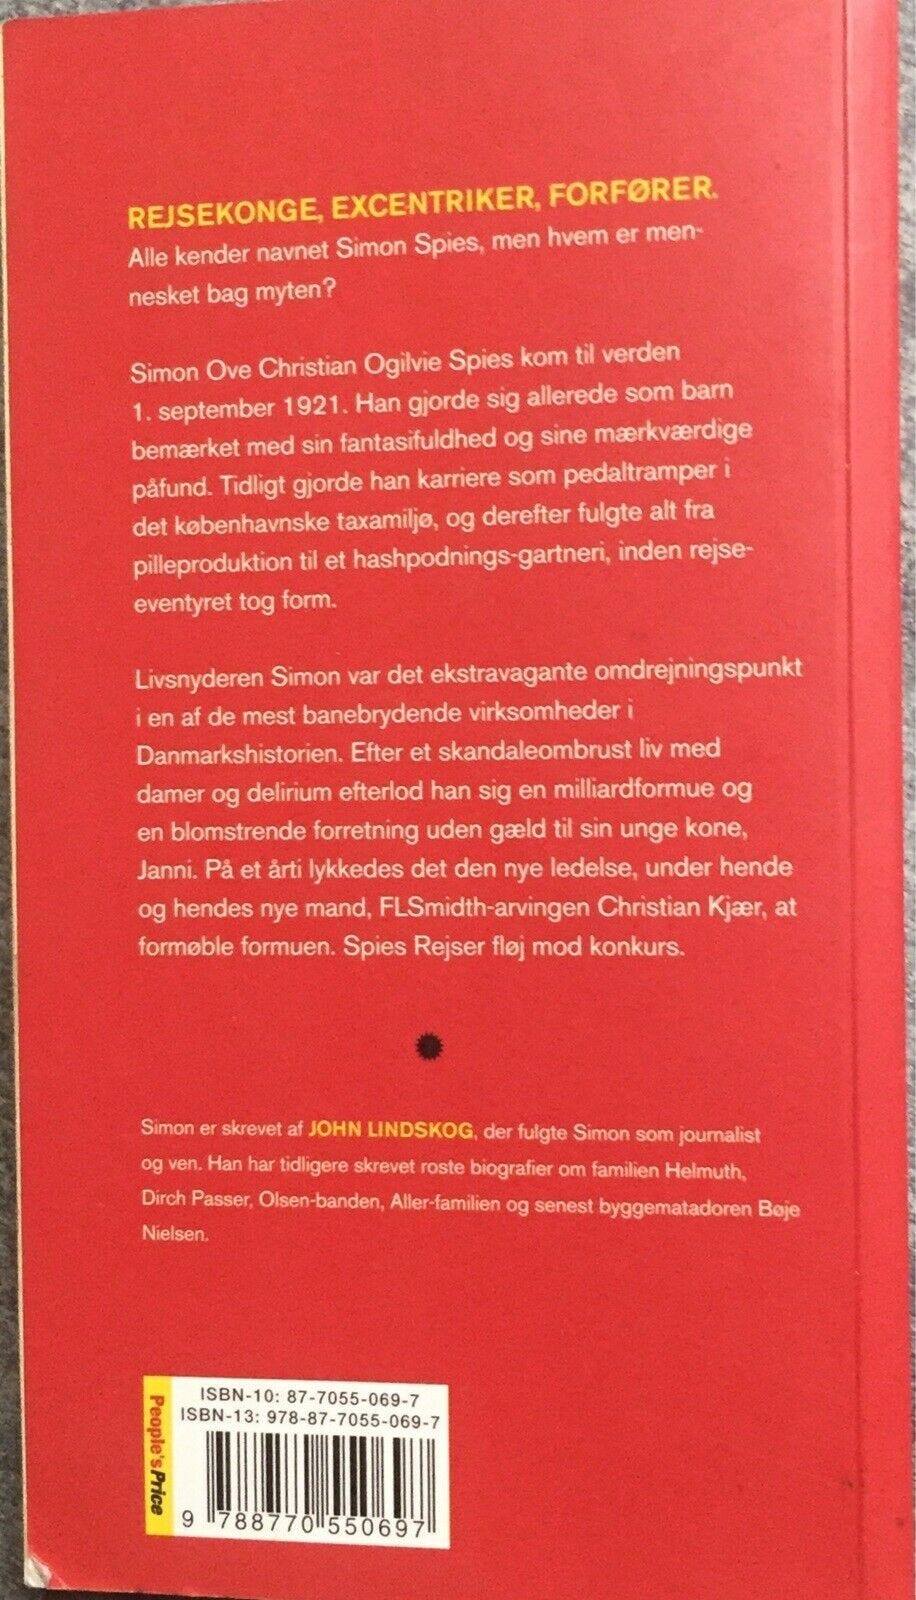 REJSEKONGE, EXCENTRIKER, FORFØRER.
Alle kender navnet Simon Spies, men hvem er men-
nesket bag myten?
Simon Ove Christian Ogilvie Spies kom til verden
1. september 1921. Han gjorde sig allerede som barn
bemærket med sin fantasifuldhed og sine mærkværdige
påfund. Tidligt gjorde han karriere som pedaltramper i
det københavnske taxamiljø, og derefter fulgte alt fra
pilleproduktion til et hashpodnings-gartneri, inden rejse-
eventyret tog form.
Livsnyderen Simon var det ekstravagante omdrejningspunkt
i en af de mest banebrydende virksomheder i
Danmarkshistorien. Efter et skandaleombrust liv med
damer og delirium efterlod han sig en milliardformue og
en blomstrende forretning uden gæld til sin unge kone,
Janni. På et årti lykkedes det den nye ledelse, under hende
og hendes nye mand, FLSmidth-arvingen Christian Kjær, at
formøble formuen. Spies Rejser fløj mod konkurs.
Simon er skrevet af JOHN LINDSKOG, der fulgte Simon som journalist
og ven. Han har tidligere skrevet roste biografier om familien Helmuth,
Dirch Passer, Olsen-banden, Aller-familien og senest byggematadoren Bøje
Nielsen.
People'sPrice
ISBN-10: 87-7055-069-7
ISBN-13: 978-87-7055-069-7
9 788770 550697